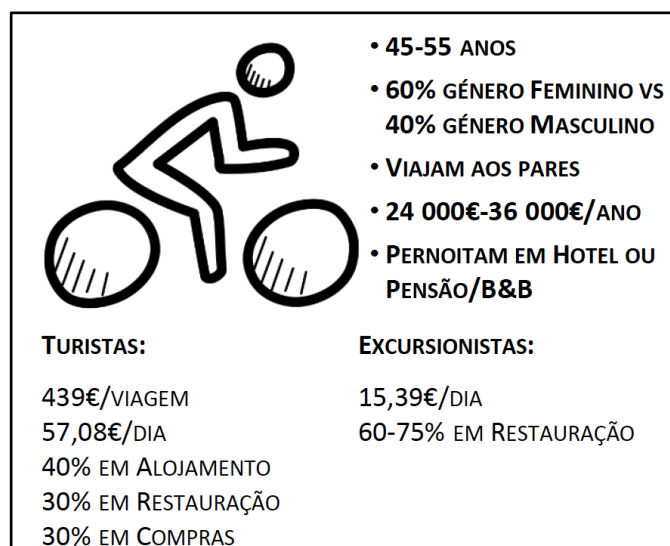 • 45-55 ANOS
• 60% GÉNERO FEMININO VS
40% GÉNERO MASCULINO
• VIAJAM AOS PARES
• 24 000€-36 000€/ANO
• PERNOITAM EM HOTEL OU
PENSÃO/B&B
TURISTAS:
439€/VIAGEM
57,08€/DIA
40% EM ALOJAMENTO
30% EM RESTAURAÇÃO
30% EM COMPRAS
EXCURSIONISTAS:
15,39€/DIA
60-75% EM RESTAURAÇÃO